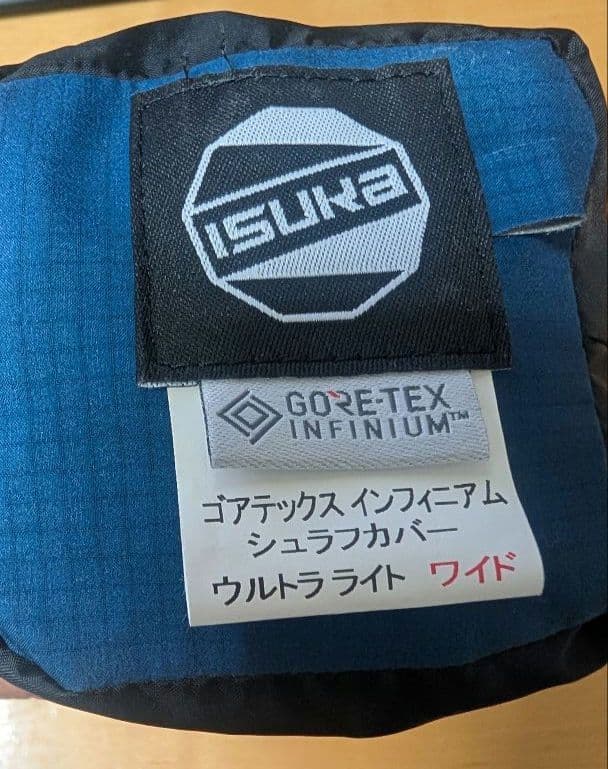 ISUKa
GORE-TEX
INFINIUM™
ゴアテックス インフィニアム
シュラフカバー
ウルトラライト ワイド